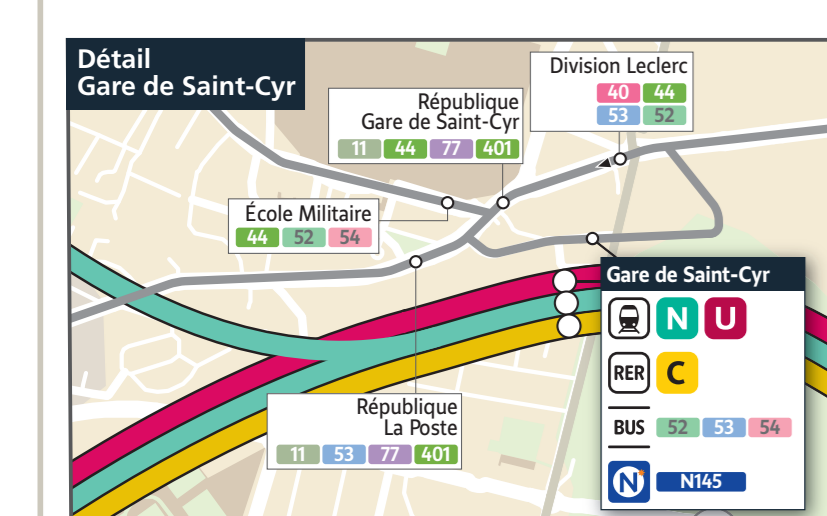 Détail
Gare de Saint-Cyr
Division Leclerc
40 44
53 52
République
Gare de Saint-Cyr
11 44 77 401
École Militaire
44 52 54
Gare de Saint-Cyr
N U
RER C
BUS 52 53 54
N N145
République
La Poste
11 53 77 401